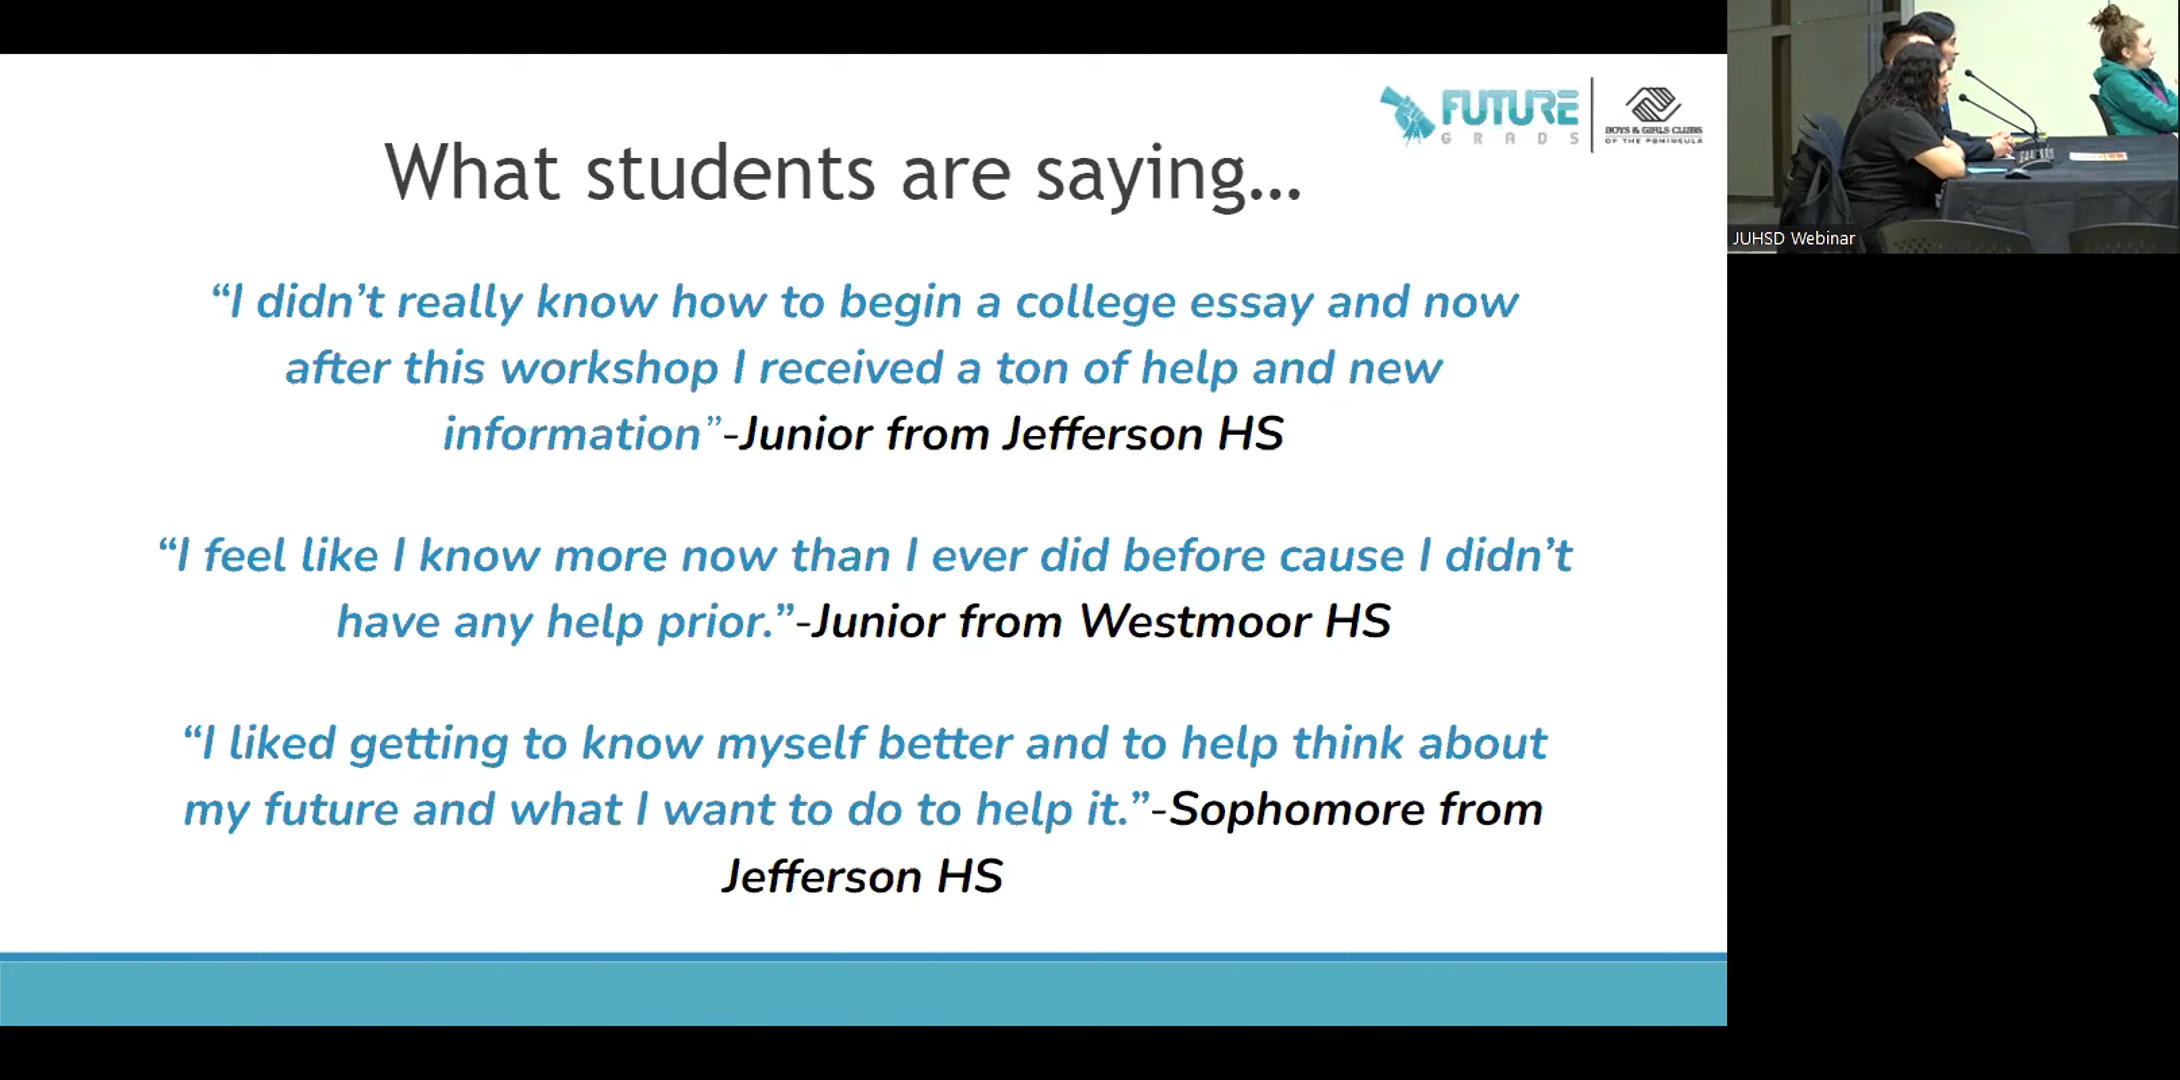 FUTURE
GRADS
BOYS & GIRLS CLUBS
OF THE PENINSULA
What students are saying...
“I didn’t really know how to begin a college essay and now
after this workshop I received a ton of help and new
information”-Junior from Jefferson HS
“I feel like I know more now than I ever did before cause I didn’t
have any help prior.”-Junior from Westmoor HS
“I liked getting to know myself better and to help think about
my future and what I want to do to help it.”-Sophomore from
Jefferson HS
JUHSD Webinar